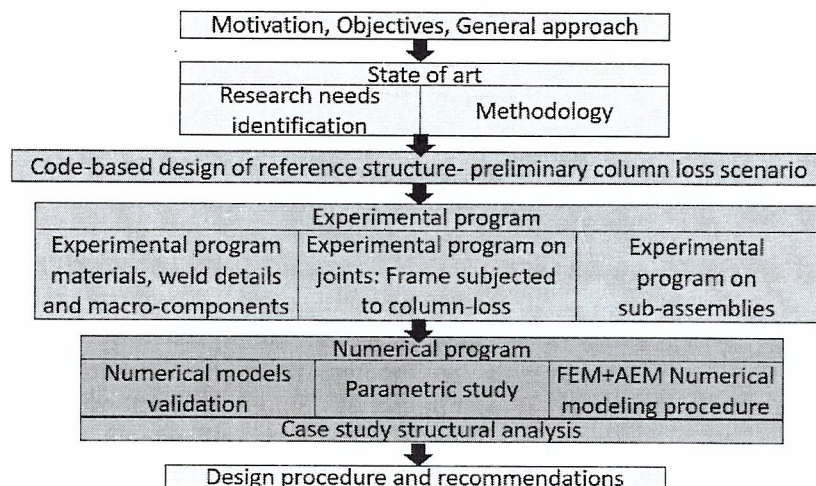 Motivation, Objectives, General approach
State of art
Research needs
identification
Methodology
Code-based design of reference structure- preliminary column loss scenario
Experimental program
Experimental program
materials, weld details
and macro-components
Experimental program on
joints: Frame subjected
to column-loss
Experimental
program on
sub-assemblies
Numerical program
Numerical models
validation
Parametric study
FEM+AEM Numerical
modeling procedure
Case study structural analysis
Design procedure and recommendations